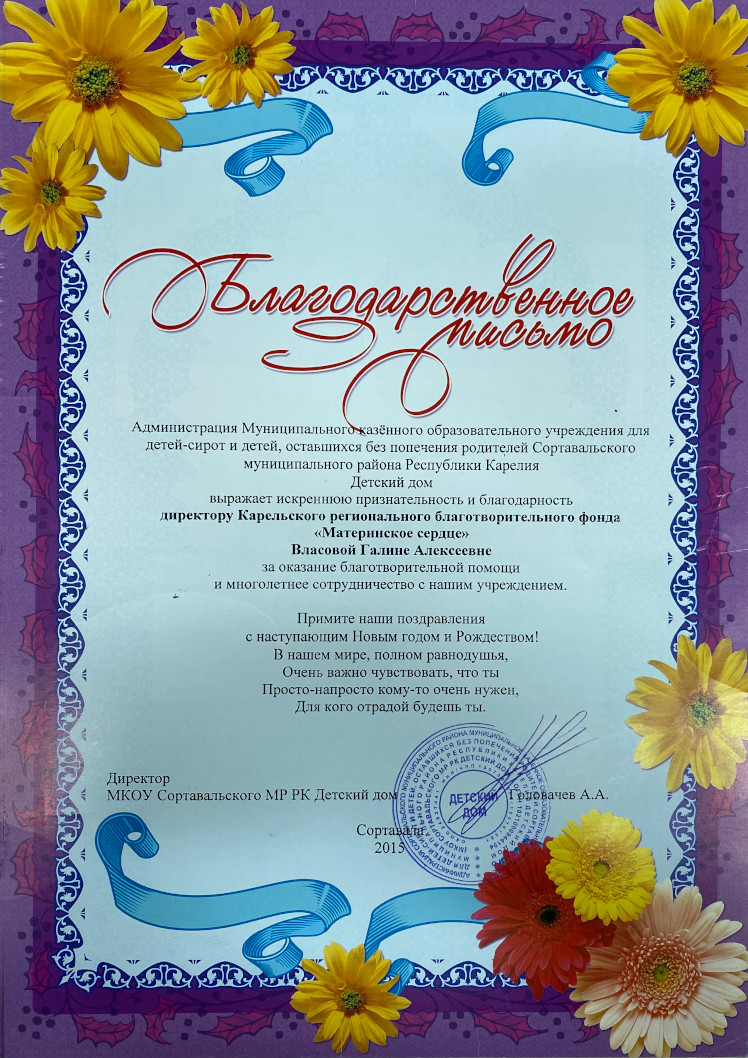 Благодарственное
письмо
Администрация Муниципального казённого образовательного учреждения для
детей-сирот и детей, оставшихся без попечения родителей Сортавальского
муниципального района Республики Карелия
Детский дом
выражает искреннюю признательность и благодарность
директору Карельского регионального благотворительного фонда
«Материнское сердце»
Власовой Галине Алексеевне
за оказание благотворительной помощи
и многолетнее сотрудничество с нашим учреждением.
Примите наши поздравления
с наступающим Новым годом и Рождеством!
В нашем мире, полном равнодушья,
Очень важно чувствовать, что ты
Просто-напросто кому-то очень нужен,
Для кого отрадой будешь ты.
Директор
МКОУ Сортавальского МР РК Детский дом Головачев А.А.
ДЕТСКИЙ
ДОМ
Сортавала
2015